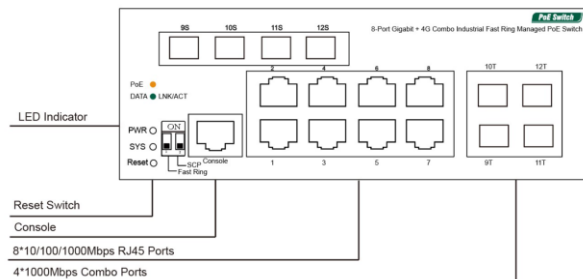 PoE Switch
8-Port Gigabit + 4G Combo Industrial Fast Ring Managed PoE Switch
9S 10S 11S 12S
2 4 6 8
10T 12T
PoE
DATA LNK/ACT
LED Indicator
PWR
ON
SYS
Console
Reset
SCP
Fast Ring
1 3 5 7
9T 11T
Reset Switch
Console
8*10/100/1000Mbps RJ45 Ports
4*1000Mbps Combo Ports